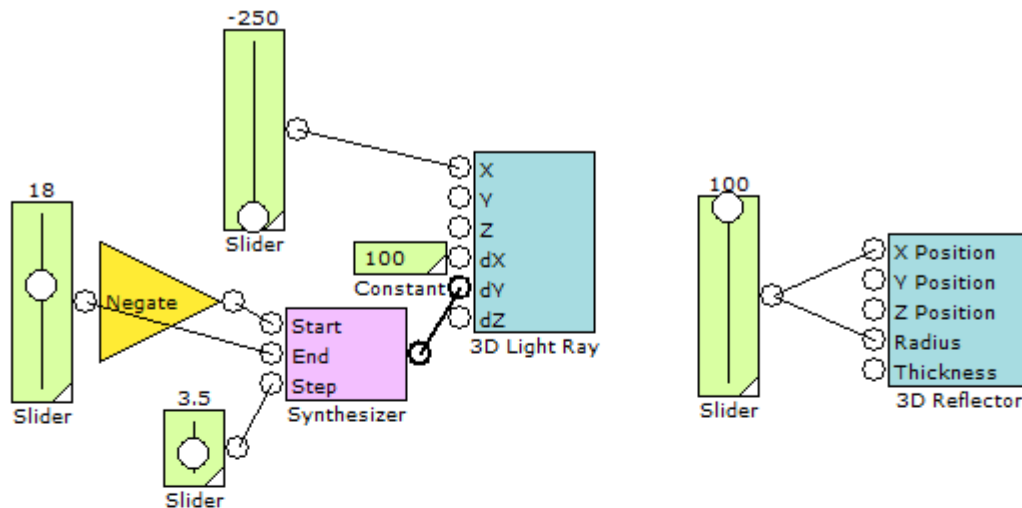 -250
18
Slider
Negate
Slider
3.5
Slider
Start
End
Step
Synthesizer
100
Constant
X
Y
Z
dX
dY
dZ
3D Light Ray
100
Slider
X Position
Y Position
Z Position
Radius
Thickness
3D Reflector